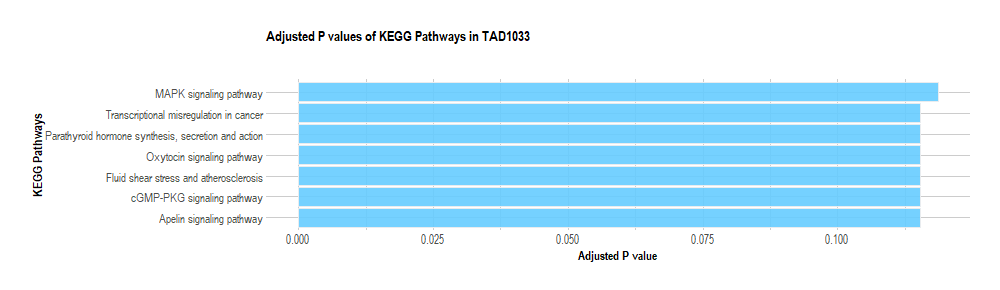 Adjusted P values of KEGG Pathways in TAD1033
KEGG Pathways
MAPK signaling pathway
Transcriptional misregulation in cancer
Parathyroid hormone synthesis, secretion and action
Oxytocin signaling pathway
Fluid shear stress and atherosclerosis
cGMP-PKG signaling pathway
Apelin signaling pathway
0.000 0.025 0.050 0.075 0.100
Adjusted P value